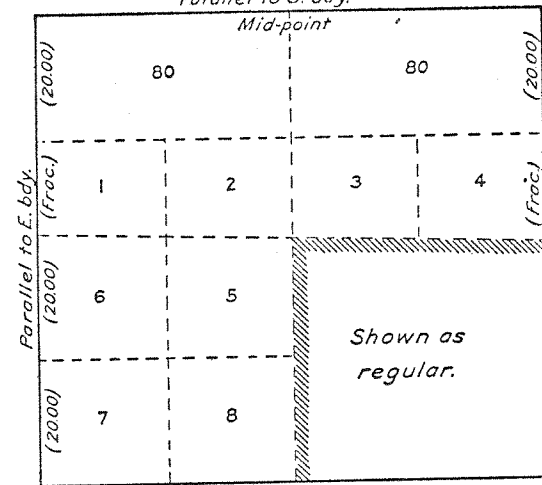 Parallel to S. bdy.
Mid-point
(20.00)
80
80
(20.00)
Parallel to E. bdy.
(Frac.)
1
2
3
4
(Frac.)
(20.00)
6
5
Shown as
regular.
(20.00)
7
8